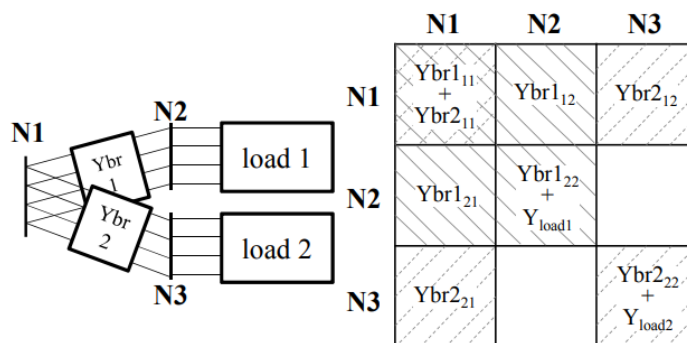 N1
N2
N3
Ybr
1
Ybr
2
load 1
load 2
N1 N2 N3
N1
Ybr1₁₁
+
Ybr2₁₁
Ybr1₁₂
Ybr2₁₂
N2
Ybr1₂₁
Ybr1₂₂
+
Y_load1
N3
Ybr2₂₁
Ybr2₂₂
+
Y_load2